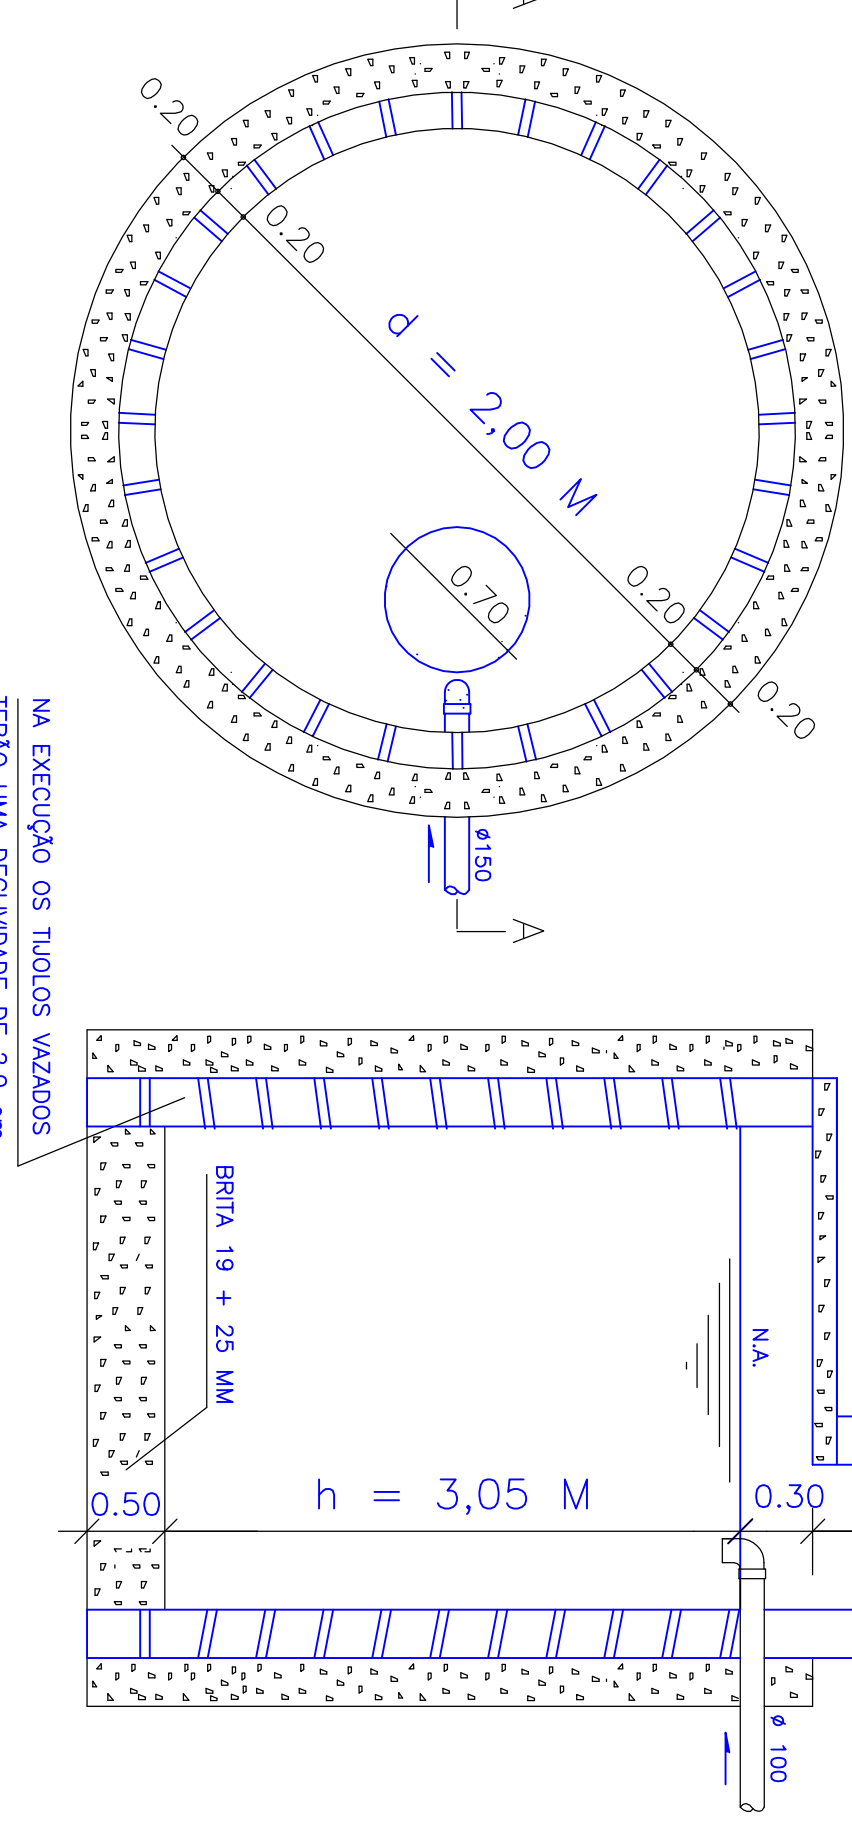 A
0.20
0.20
d = 2,00 M
0.70
0.20
0.20
ø150
A
NA EXECUÇÃO OS TIJOLOS VAZADOS
BRITA 19 + 25 MM
N.A.
h = 3,05 M
0.50
0.30
ø 100